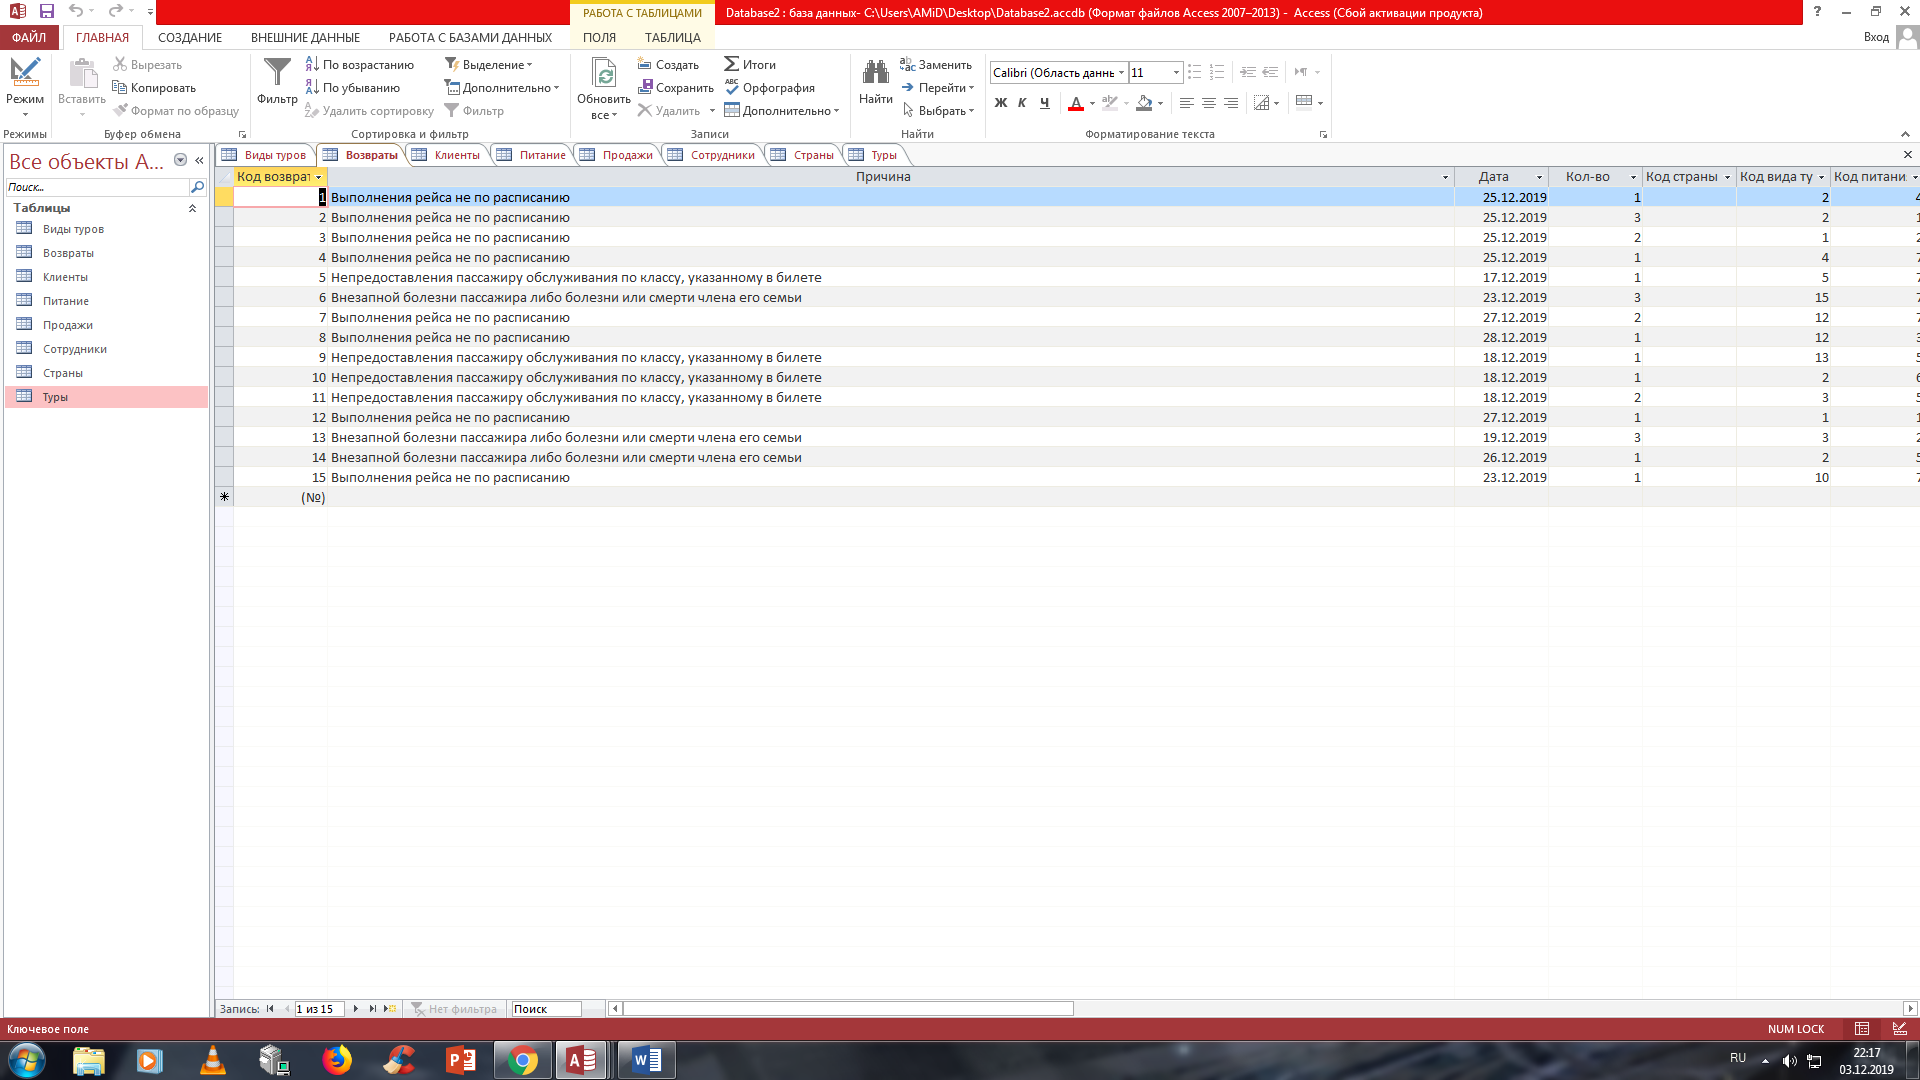 РАБОТА С ТАБЛИЦАМИ
Database2 : база данных- C:\Users\AMiD\Desktop\Database2.accdb (Формат файлов Access 2007–2013) - Access (Сбой активации продукта)
ФАЙЛ ГЛАВНАЯ СОЗДАНИЕ ВНЕШНИЕ ДАННЫЕ РАБОТА С БАЗАМИ ДАННЫХ ПОЛЯ ТАБЛИЦА Вход
Режим
Режимы
Вставить
Вырезать
Копировать
Формат по образцу
Буфер обмена
Фильтр
По возрастанию
По убыванию
Удалить сортировку
Выделение
Дополнительно
Фильтр
Сортировка и фильтр
Обновить все
Создать
Сохранить
Удалить
Итоги
Орфография
Дополнительно
Записи
Найти
Заменить
Перейти
Выбрать
Найти
Calibri (Область данн 11
Ж К Ч
Форматирование текста
Все объекты A...
Поиск...
Таблицы
Виды туров
Возвраты
Клиенты
Питание
Продажи
Сотрудники
Страны
Туры
Виды туров Возвраты Клиенты Питание Продажи Сотрудники Страны Туры
Код возврат Причина Дата Кол-во Код страны Код вида ту Код питани
1 Выполнения рейса не по расписанию 25.12.2019 1 2 4
2 Выполнения рейса не по расписанию 25.12.2019 3 2 1
3 Выполнения рейса не по расписанию 25.12.2019 2 1 2
4 Выполнения рейса не по расписанию 25.12.2019 1 4 7
5 Непредоставления пассажиру обслуживания по классу, указанному в билете 17.12.2019 1 5 7
6 Внезапной болезни пассажира либо болезни или смерти члена его семьи 23.12.2019 3 15 7
7 Выполнения рейса не по расписанию 27.12.2019 2 12 7
8 Выполнения рейса не по расписанию 28.12.2019 1 12 3
9 Непредоставления пассажиру обслуживания по классу, указанному в билете 18.12.2019 1 13 5
10 Непредоставления пассажиру обслуживания по классу, указанному в билете 18.12.2019 1 2 6
11 Непредоставления пассажиру обслуживания по классу, указанному в билете 18.12.2019 2 3 5
12 Выполнения рейса не по расписанию 27.12.2019 1 1 1
13 Внезапной болезни пассажира либо болезни или смерти члена его семьи 19.12.2019 3 3 2
14 Внезапной болезни пассажира либо болезни или смерти члена его семьи 26.12.2019 1 2 5
15 Выполнения рейса не по расписанию 23.12.2019 1 10 7
(№)
Запись: 1 из 15 Нет фильтра Поиск
Ключевое поле NUM LOCK
RU 22:17
03.12.2019